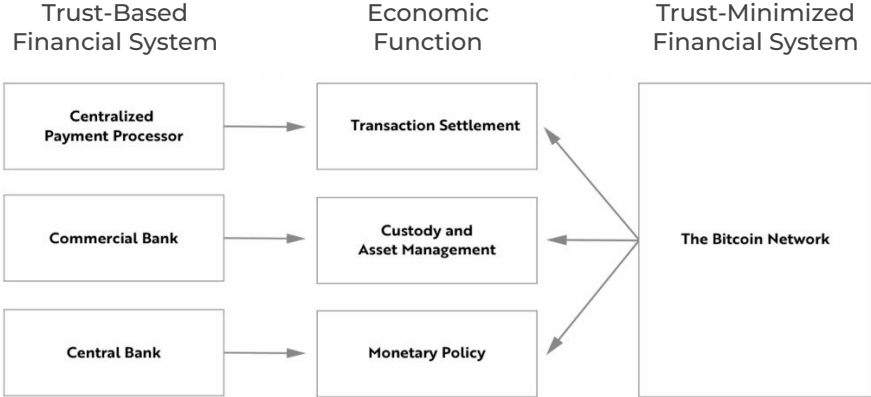 Trust-Based
Financial System
Economic
Function
Trust-Minimized
Financial System
Centralized
Payment Processor
Transaction Settlement
Commercial Bank
Custody and
Asset Management
The Bitcoin Network
Central Bank
Monetary Policy